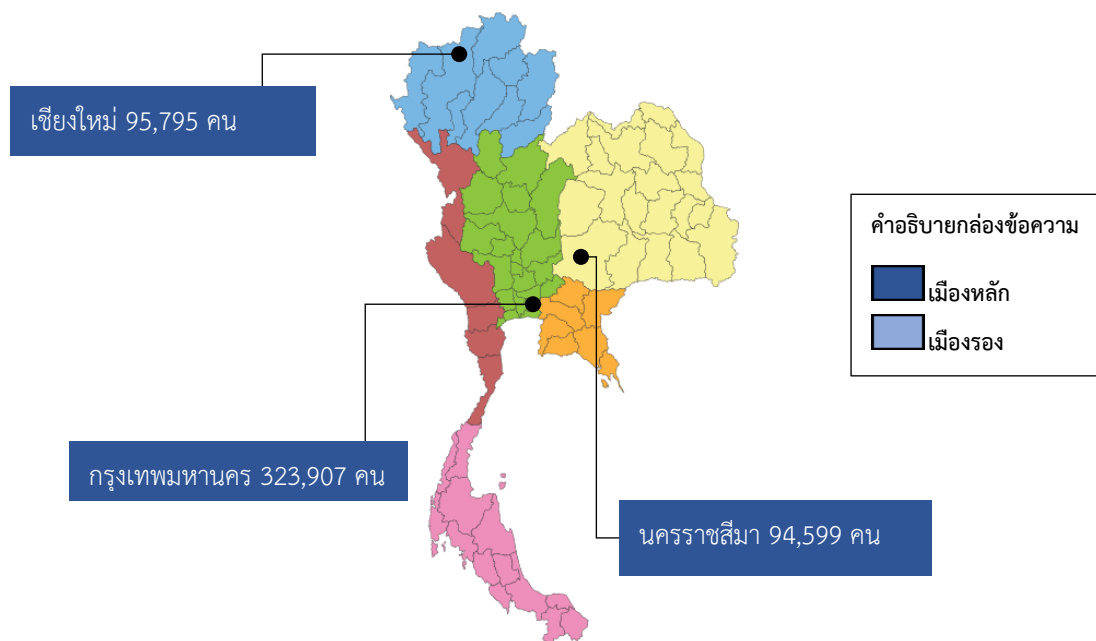 เชียงใหม่ 95,795 คน
คำอธิบายกล่องข้อความ
เมืองหลัก
เมืองรอง
กรุงเทพมหานคร 323,907 คน
นครราชสีมา 94,599 คน